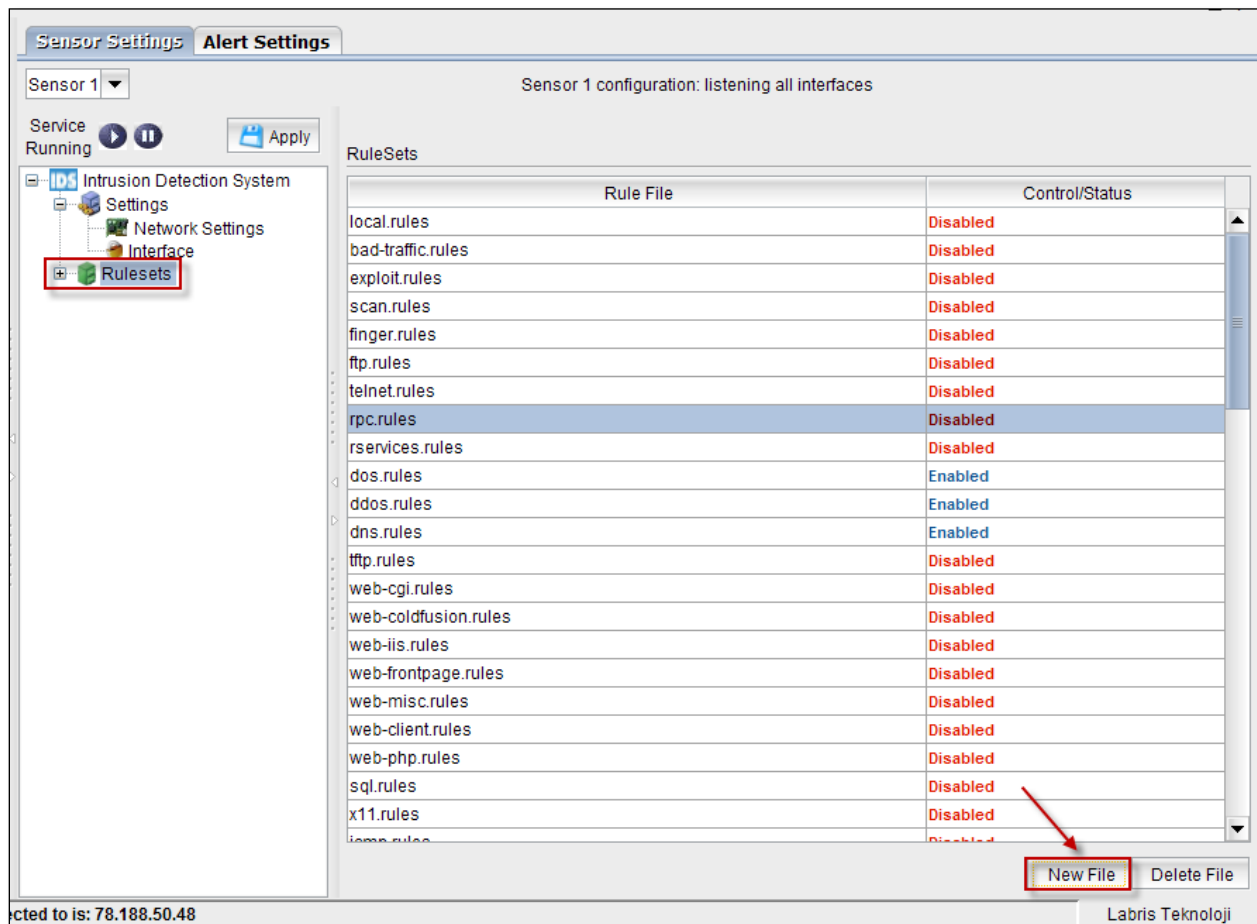 Sensor Settings Alert Settings
Sensor 1
Sensor 1 configuration: listening all interfaces
Service
Running
Apply
IDS Intrusion Detection System
Settings
Network Settings
Interface
Rulesets
RuleSets
Rule File Control/Status
local.rules Disabled
bad-traffic.rules Disabled
exploit.rules Disabled
scan.rules Disabled
finger.rules Disabled
ftp.rules Disabled
telnet.rules Disabled
rpc.rules Disabled
rservices.rules Disabled
dos.rules Enabled
ddos.rules Enabled
dns.rules Enabled
tftp.rules Disabled
web-cgi.rules Disabled
web-coldfusion.rules Disabled
web-iis.rules Disabled
web-frontpage.rules Disabled
web-misc.rules Disabled
web-client.rules Disabled
web-php.rules Disabled
sql.rules Disabled
x11.rules Disabled
icmp.rules Disabled
New File Delete File
cted to is: 78.188.50.48 Labris Teknoloji